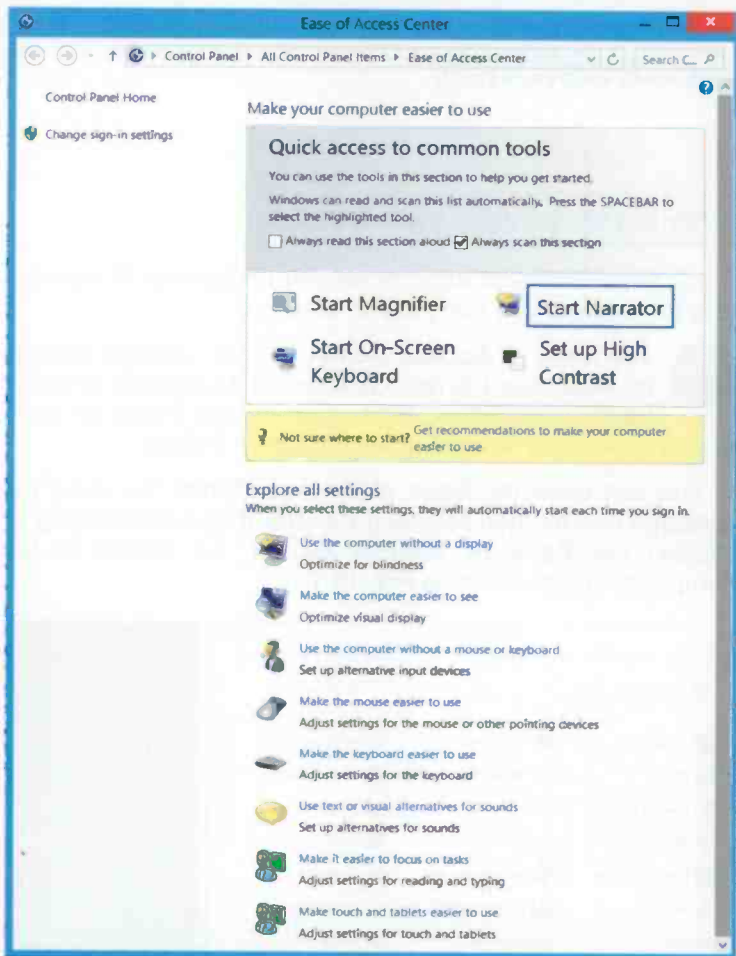 Ease of Access Center
Control Panel ▸ All Control Panel Items ▸ Ease of Access Center
Search C...
Control Panel Home
Change sign-in settings
Make your computer easier to use
Quick access to common tools
You can use the tools in this section to help you get started.
Windows can read and scan this list automatically. Press the SPACEBAR to
select the highlighted tool.
Always read this section aloud Always scan this section
Start Magnifier
Start Narrator
Start On-Screen
Keyboard
Set up High
Contrast
Not sure where to start? Get recommendations to make your computer
easier to use
Explore all settings
When you select these settings, they will automatically start each time you sign in.
Use the computer without a display
Optimize for blindness
Make the computer easier to see
Optimize visual display
Use the computer without a mouse or keyboard
Set up alternative input devices
Make the mouse easier to use
Adjust settings for the mouse or other pointing devices
Make the keyboard easier to use
Adjust settings for the keyboard
Use text or visual alternatives for sounds
Set up alternatives for sounds
Make it easier to focus on tasks
Adjust settings for reading and typing
Make touch and tablets easier to use
Adjust settings for touch and tablets